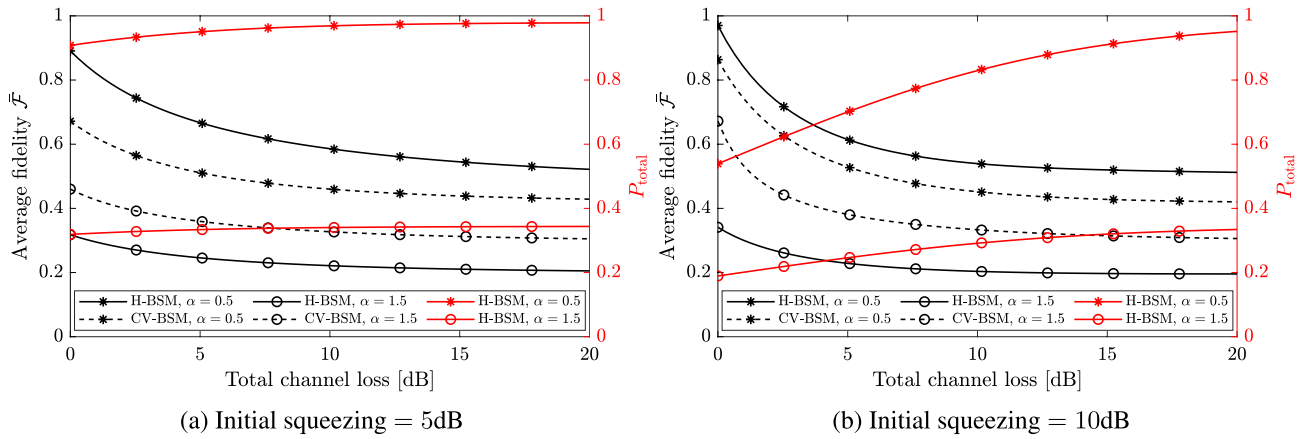 1
0.8
0.6
0.4
0.2
0
Average fidelity F̄
1
0.8
0.6
0.4
0.2
0
P_total
H-BSM, α = 0.5 H-BSM, α = 1.5 H-BSM, α = 0.5
CV-BSM, α = 0.5 CV-BSM, α = 1.5 H-BSM, α = 1.5
0 5 10 15 20
Total channel loss [dB]
(a) Initial squeezing = 5dB
1
0.8
0.6
0.4
0.2
0
Average fidelity F̄
1
0.8
0.6
0.4
0.2
0
P_total
H-BSM, α = 0.5 H-BSM, α = 1.5 H-BSM, α = 0.5
CV-BSM, α = 0.5 CV-BSM, α = 1.5 H-BSM, α = 1.5
0 5 10 15 20
Total channel loss [dB]
(b) Initial squeezing = 10dB